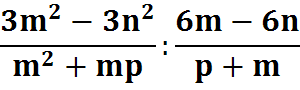 (3m² − 3n²)/(m² + mp) : (6m − 6n)/(p + m)